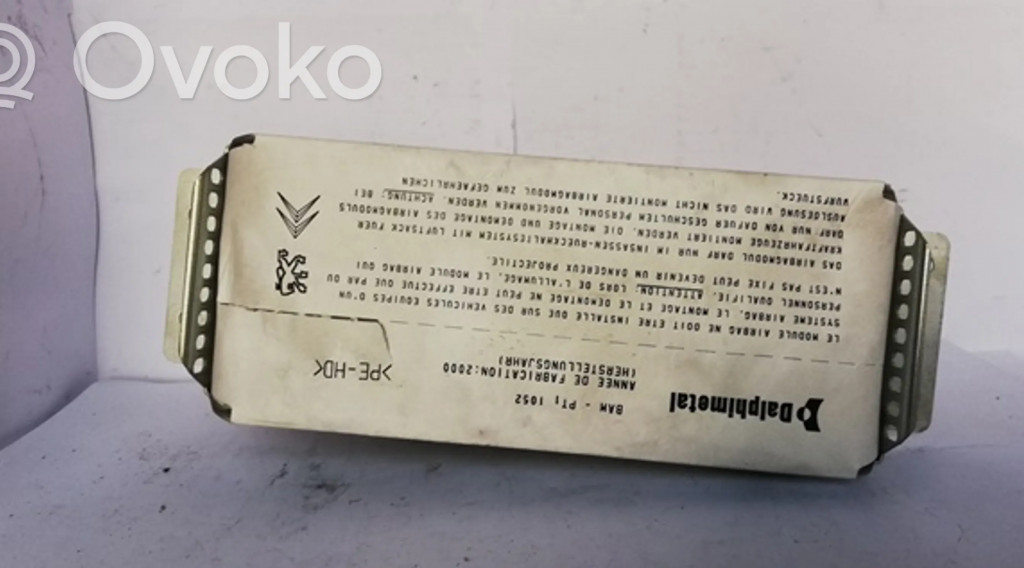 Ovoko
Dalphimetal
BAM - PT1 1052
ANNEE DE FABRICATION:2000
(HERSTELLUNGSJAHR)
>PE-HD<
LE MODULE AIRBAG NE DOIT ETRE INSTALLE QUE SUR DES VEHICULES EQUIPES D'UN
SYSTEME AIRBAG. LE MONTAGE ET LE DEMONTAGE NE PEUT ETRE EFFECTUE QUE PAR DU
PERSONNEL QUALIFIE. ATTENTION: LORS DE L'ALLUMAGE, LE MODULE AIRBAG QUI
N'EST PAS FIXE PEUT DEVENIR UN DANGEREUX PROJECTILE.
DAS AIRBAGMODUL DARF NUR IM INSASSEN-RUECKHALTESYSTEM MIT LUFTSACK FUER
KRAFTFAHRZEUGE MONTIERT WERDEN. DIE MONTAGE UND DEMONTAGE DES AIRBAGMODULS
DARF NUR VON DAFUER GESCHULTEM PERSONAL VORGENOMMEN WERDEN. ACHTUNG: BEI
AUSLOESUNG WIRD DAS NICHT MONTIERTE AIRBAGMODUL ZUM GEFAEHRLICHEN
WURFSTUECK.